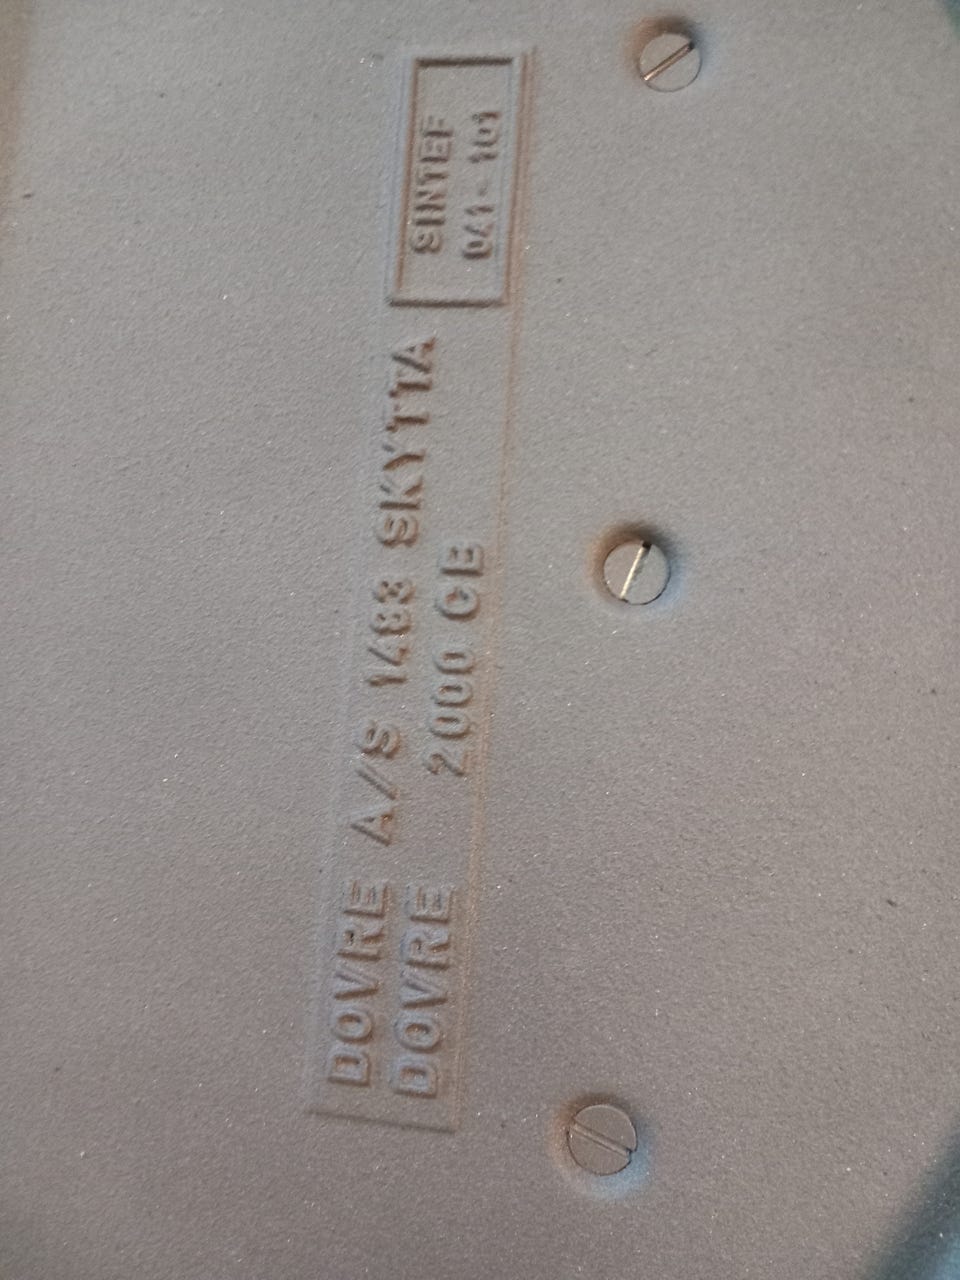 DOVRE A/S 1483 SKYTTA
DOVRE 2000 CB
SINTEF
041-101